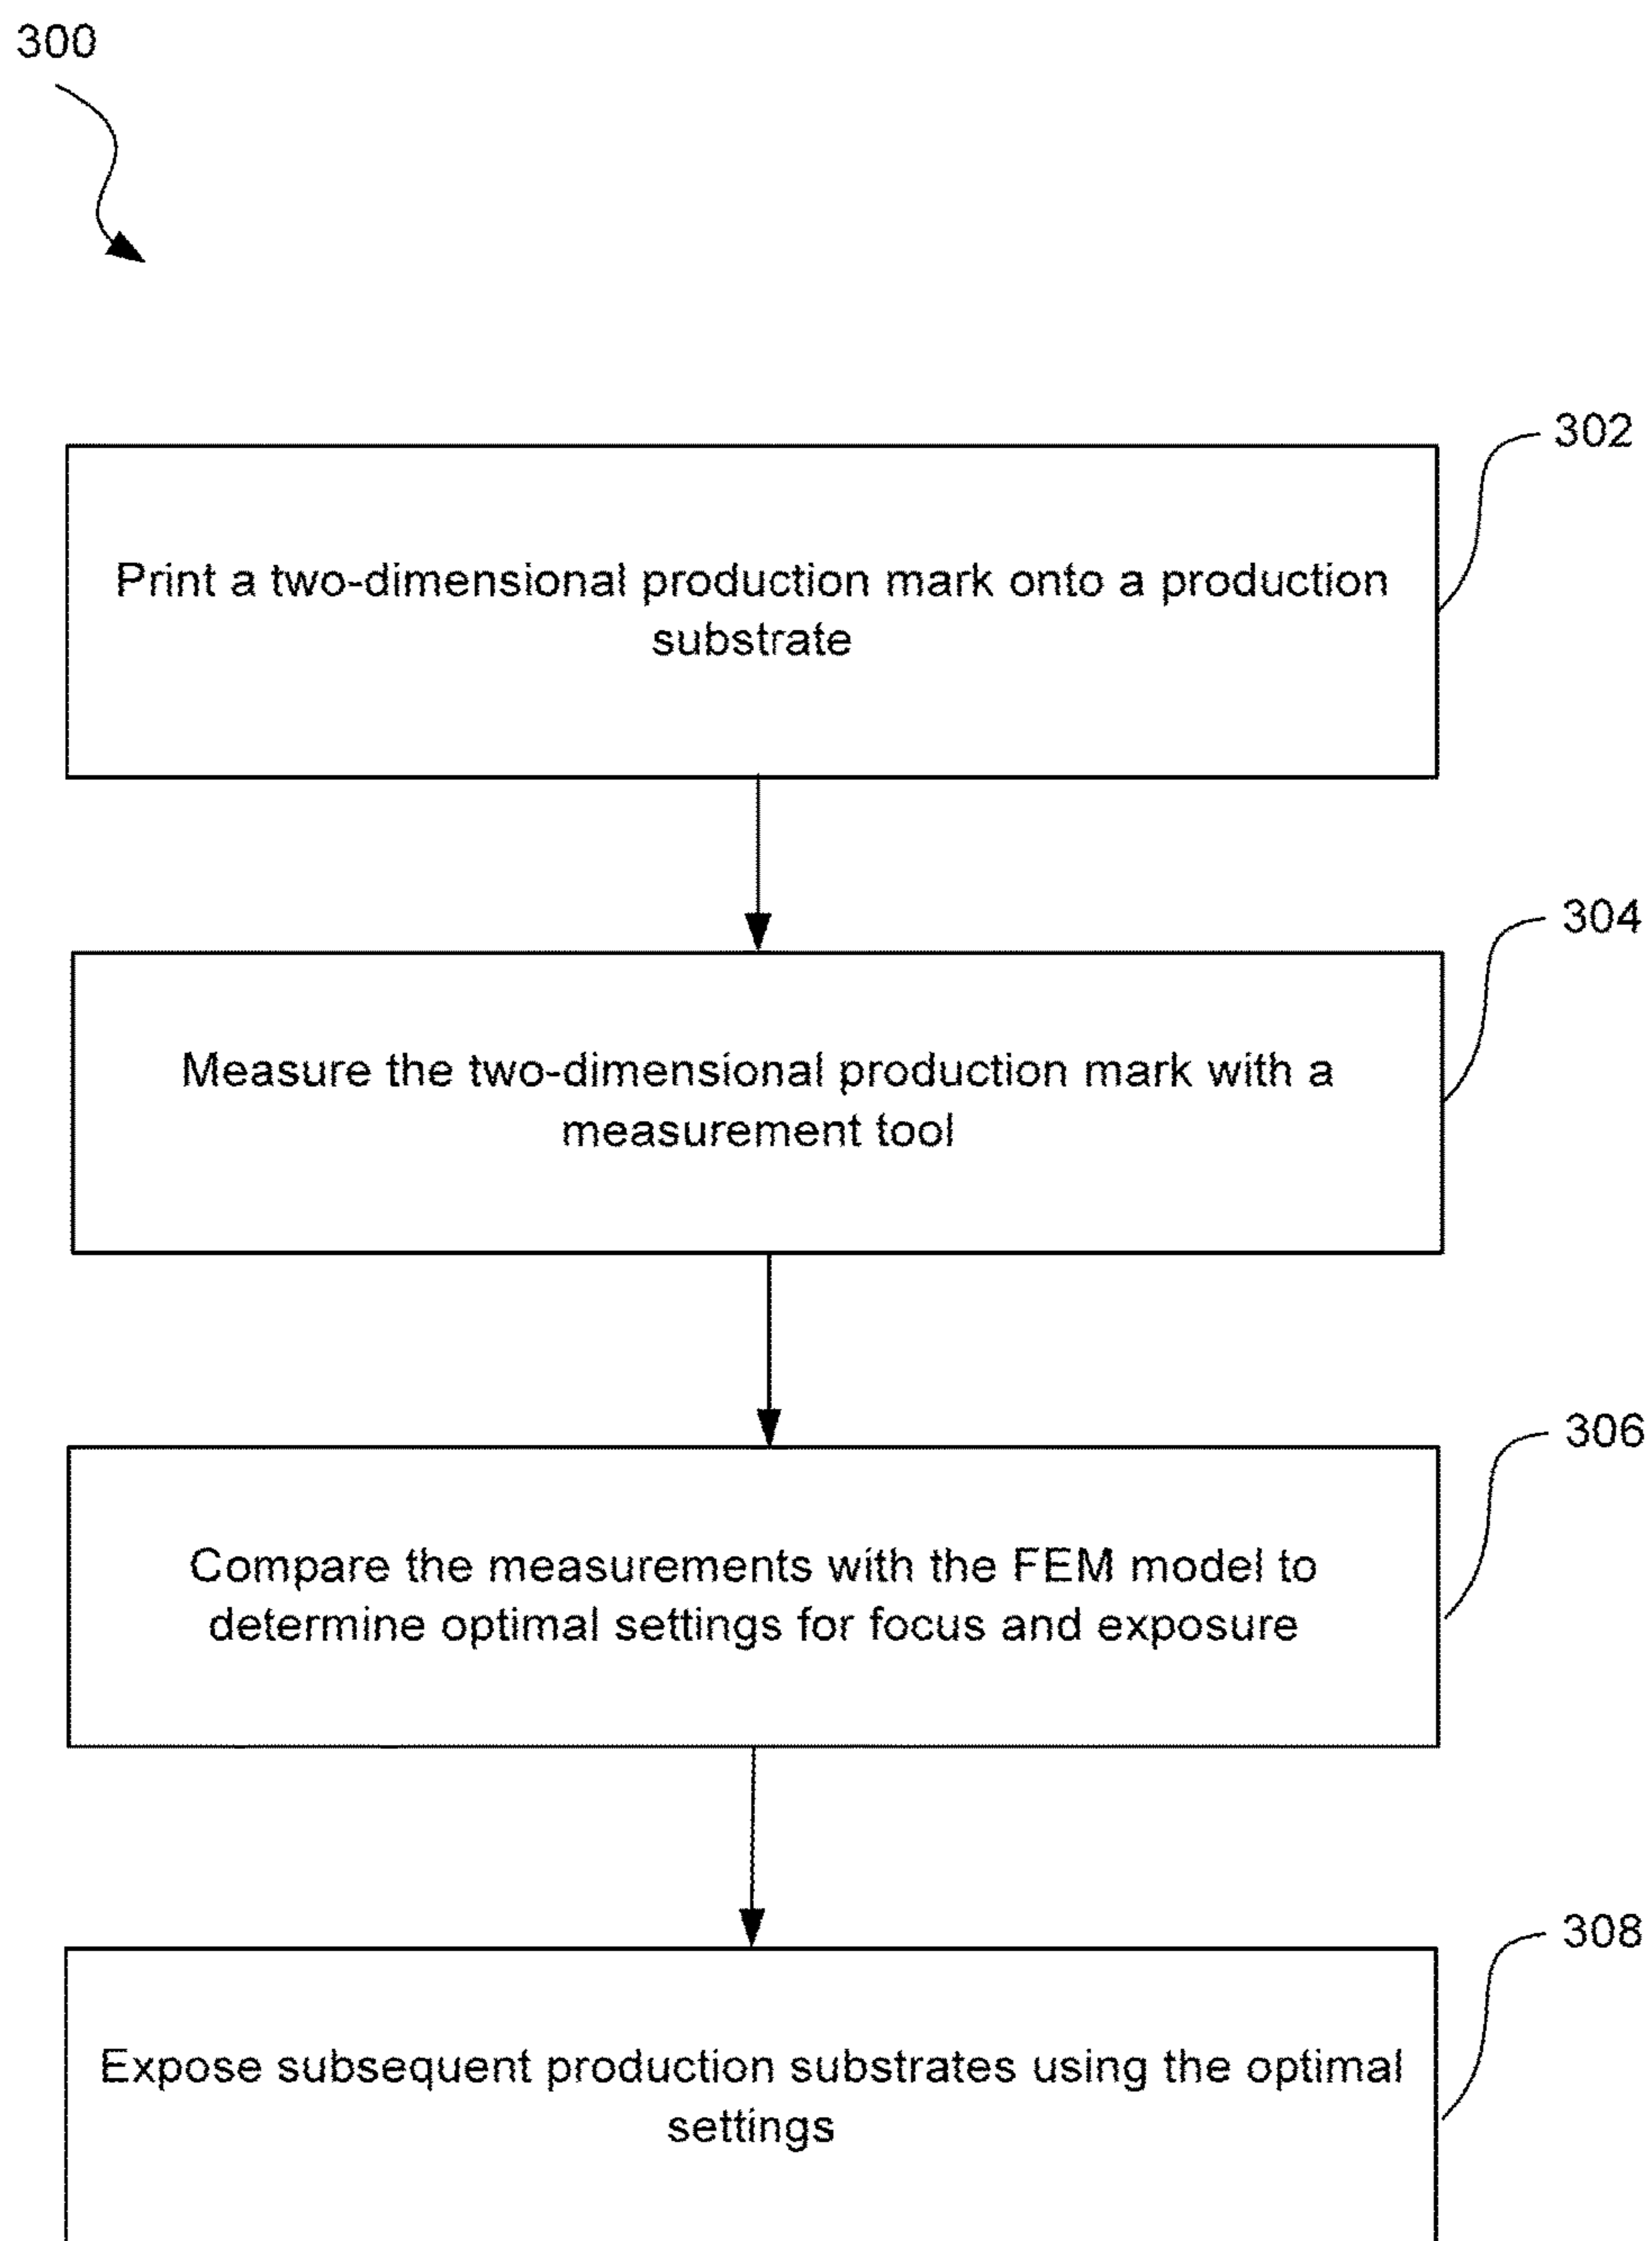 300
302
Print a two-dimensional production mark onto a production
substrate
304
Measure the two-dimensional production mark with a
measurement tool
306
Compare the measurements with the FEM model to
determine optimal settings for focus and exposure
308
Expose subsequent production substrates using the optimal
settings